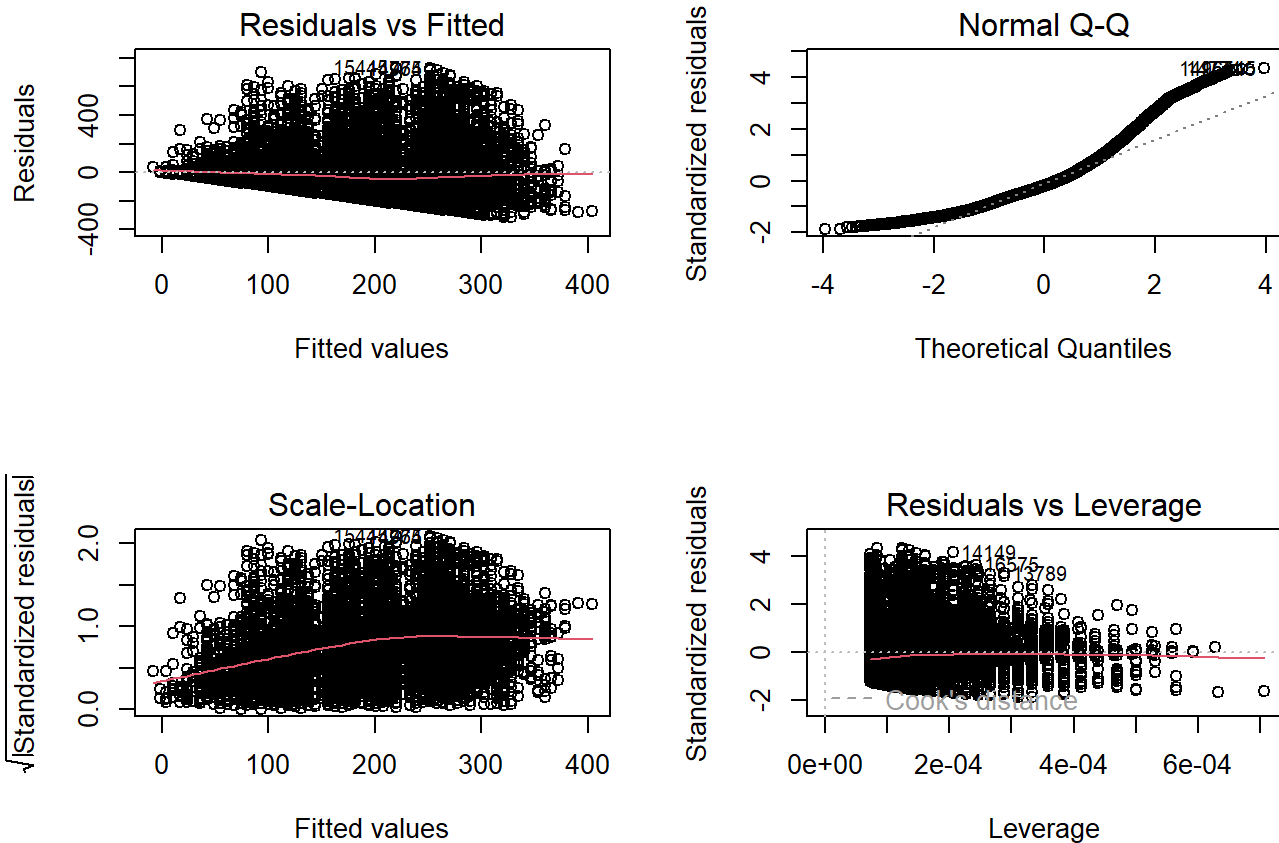 Residuals vs Fitted
Residuals
400
0
-400
0 100 200 300 400
Fitted values
Normal Q-Q
Standardized residuals
4
2
0
-2
-4 -2 0 2 4
Theoretical Quantiles
Scale-Location
√|Standardized residuals|
2.0
1.0
0.0
0 100 200 300 400
Fitted values
Residuals vs Leverage
Standardized residuals
4
2
0
-2
14149
16575
13789
Cook's distance
0e+00 2e-04 4e-04 6e-04
Leverage